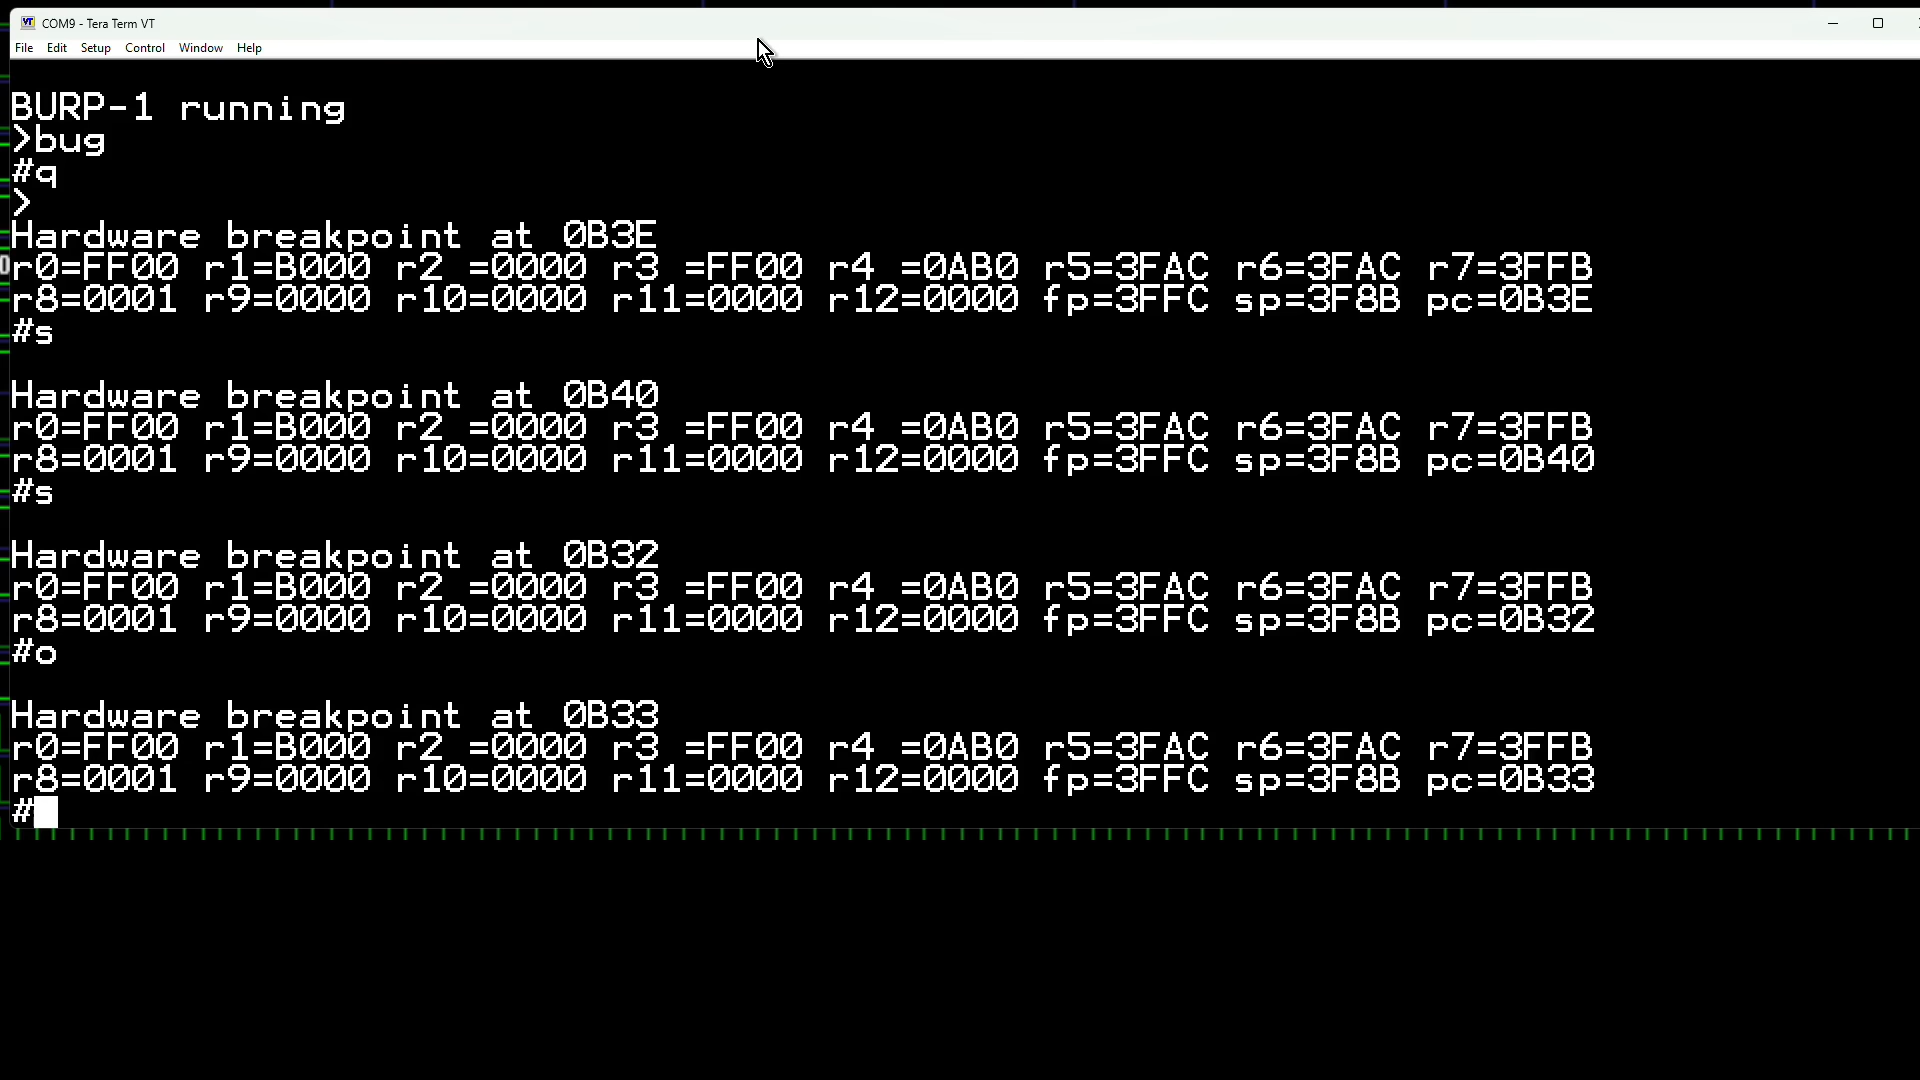 COM9 - Tera Term VT
File Edit Setup Control Window Help
BURP-1 running
>bug
#q
>
Hardware breakpoint at 0B3E
r0=FF00 r1=B000 r2 =0000 r3 =FF00 r4 =0AB0 r5=3FAC r6=3FAC r7=3FFB
r8=0001 r9=0000 r10=0000 r11=0000 r12=0000 fp=3FFC sp=3F8B pc=0B3E
#s
Hardware breakpoint at 0B40
r0=FF00 r1=B000 r2 =0000 r3 =FF00 r4 =0AB0 r5=3FAC r6=3FAC r7=3FFB
r8=0001 r9=0000 r10=0000 r11=0000 r12=0000 fp=3FFC sp=3F8B pc=0B40
#s
Hardware breakpoint at 0B32
r0=FF00 r1=B000 r2 =0000 r3 =FF00 r4 =0AB0 r5=3FAC r6=3FAC r7=3FFB
r8=0001 r9=0000 r10=0000 r11=0000 r12=0000 fp=3FFC sp=3F8B pc=0B32
#o
Hardware breakpoint at 0B33
r0=FF00 r1=B000 r2 =0000 r3 =FF00 r4 =0AB0 r5=3FAC r6=3FAC r7=3FFB
r8=0001 r9=0000 r10=0000 r11=0000 r12=0000 fp=3FFC sp=3F8B pc=0B33
#